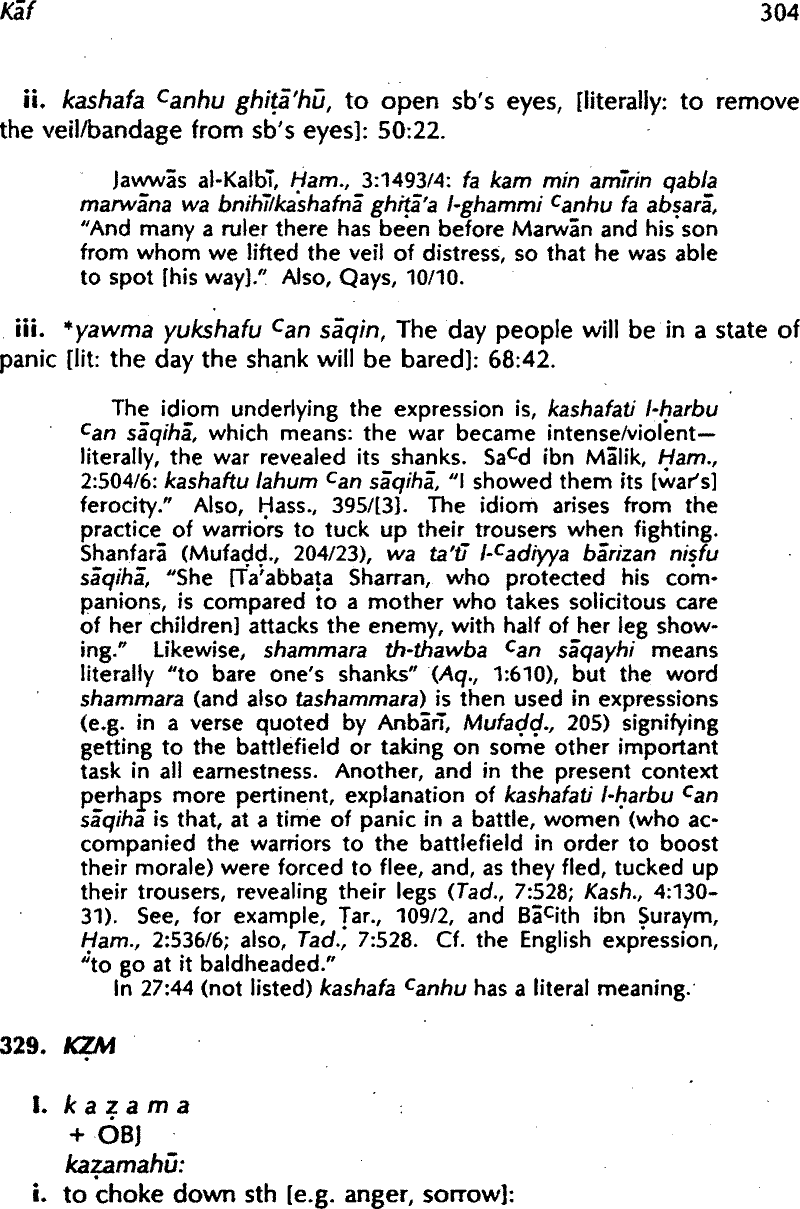 Kāf 304
ii. kashafa ᶜanhu ghiṭā'hū, to open sb's eyes, [literally: to remove
the veil/bandage from sb's eyes]: 50:22.
Jawwās al-Kalbī, Ḥam., 3:1493/4: fa kam min amīrin qabla
marwāna wa bnihī/kashafnā ghiṭā'a l-ghammi ᶜanhu fa abṣarā,
"And many a ruler there has been before Marwān and his son
from whom we lifted the veil of distress, so that he was able
to spot [his way]." Also, Qays, 10/10.
iii. *yawma yukshafu ᶜan sāqin, The day people will be in a state of
panic [lit: the day the shank will be bared]: 68:42.
The idiom underlying the expression is, kashafati l-ḥarbu
ᶜan sāqihā, which means: the war became intense/violent—
literally, the war revealed its shanks. Saᶜd ibn Mālik, Ḥam.,
2:504/6: kashaftu lahum ᶜan sāqihā, "I showed them its [war's]
ferocity." Also, Ḥass., 395/[3]. The idiom arises from the
practice of warriors to tuck up their trousers when fighting.
Shanfarā (Mufaḍḍ., 204/23), wa ta'tī l-ᶜadiyya bārizan niṣfu
sāqihā, "She [Ta'abbaṭa Sharran, who protected his com-
panions, is compared to a mother who takes solicitous care
of her children] attacks the enemy, with half of her leg show-
ing." Likewise, shammara th-thawba ᶜan sāqayhi means
literally "to bare one's shanks" (Aq., 1:610), but the word
shammara (and also tashammara) is then used in expressions
(e.g. in a verse quoted by Anbārī, Mufaḍḍ., 205) signifying
getting to the battlefield or taking on some other important
task in all earnestness. Another, and in the present context
perhaps more pertinent, explanation of kashafati l-ḥarbu ᶜan
sāqihā is that, at a time of panic in a battle, women (who ac-
companied the warriors to the battlefield in order to boost
their morale) were forced to flee, and, as they fled, tucked up
their trousers, revealing their legs (Tad., 7:528; Kash., 4:130-
31). See, for example, Ṭar., 109/2, and Bāᶜith ibn Ṣuraym,
Ḥam., 2:536/6; also, Tad., 7:528. Cf. the English expression,
"to go at it baldheaded."
In 27:44 (not listed) kashafa ᶜanhu has a literal meaning.
329. KẒM
I. k a ẓ a m a
+ OBJ
kaẓamahū:
i. to choke down sth [e.g. anger, sorrow]: